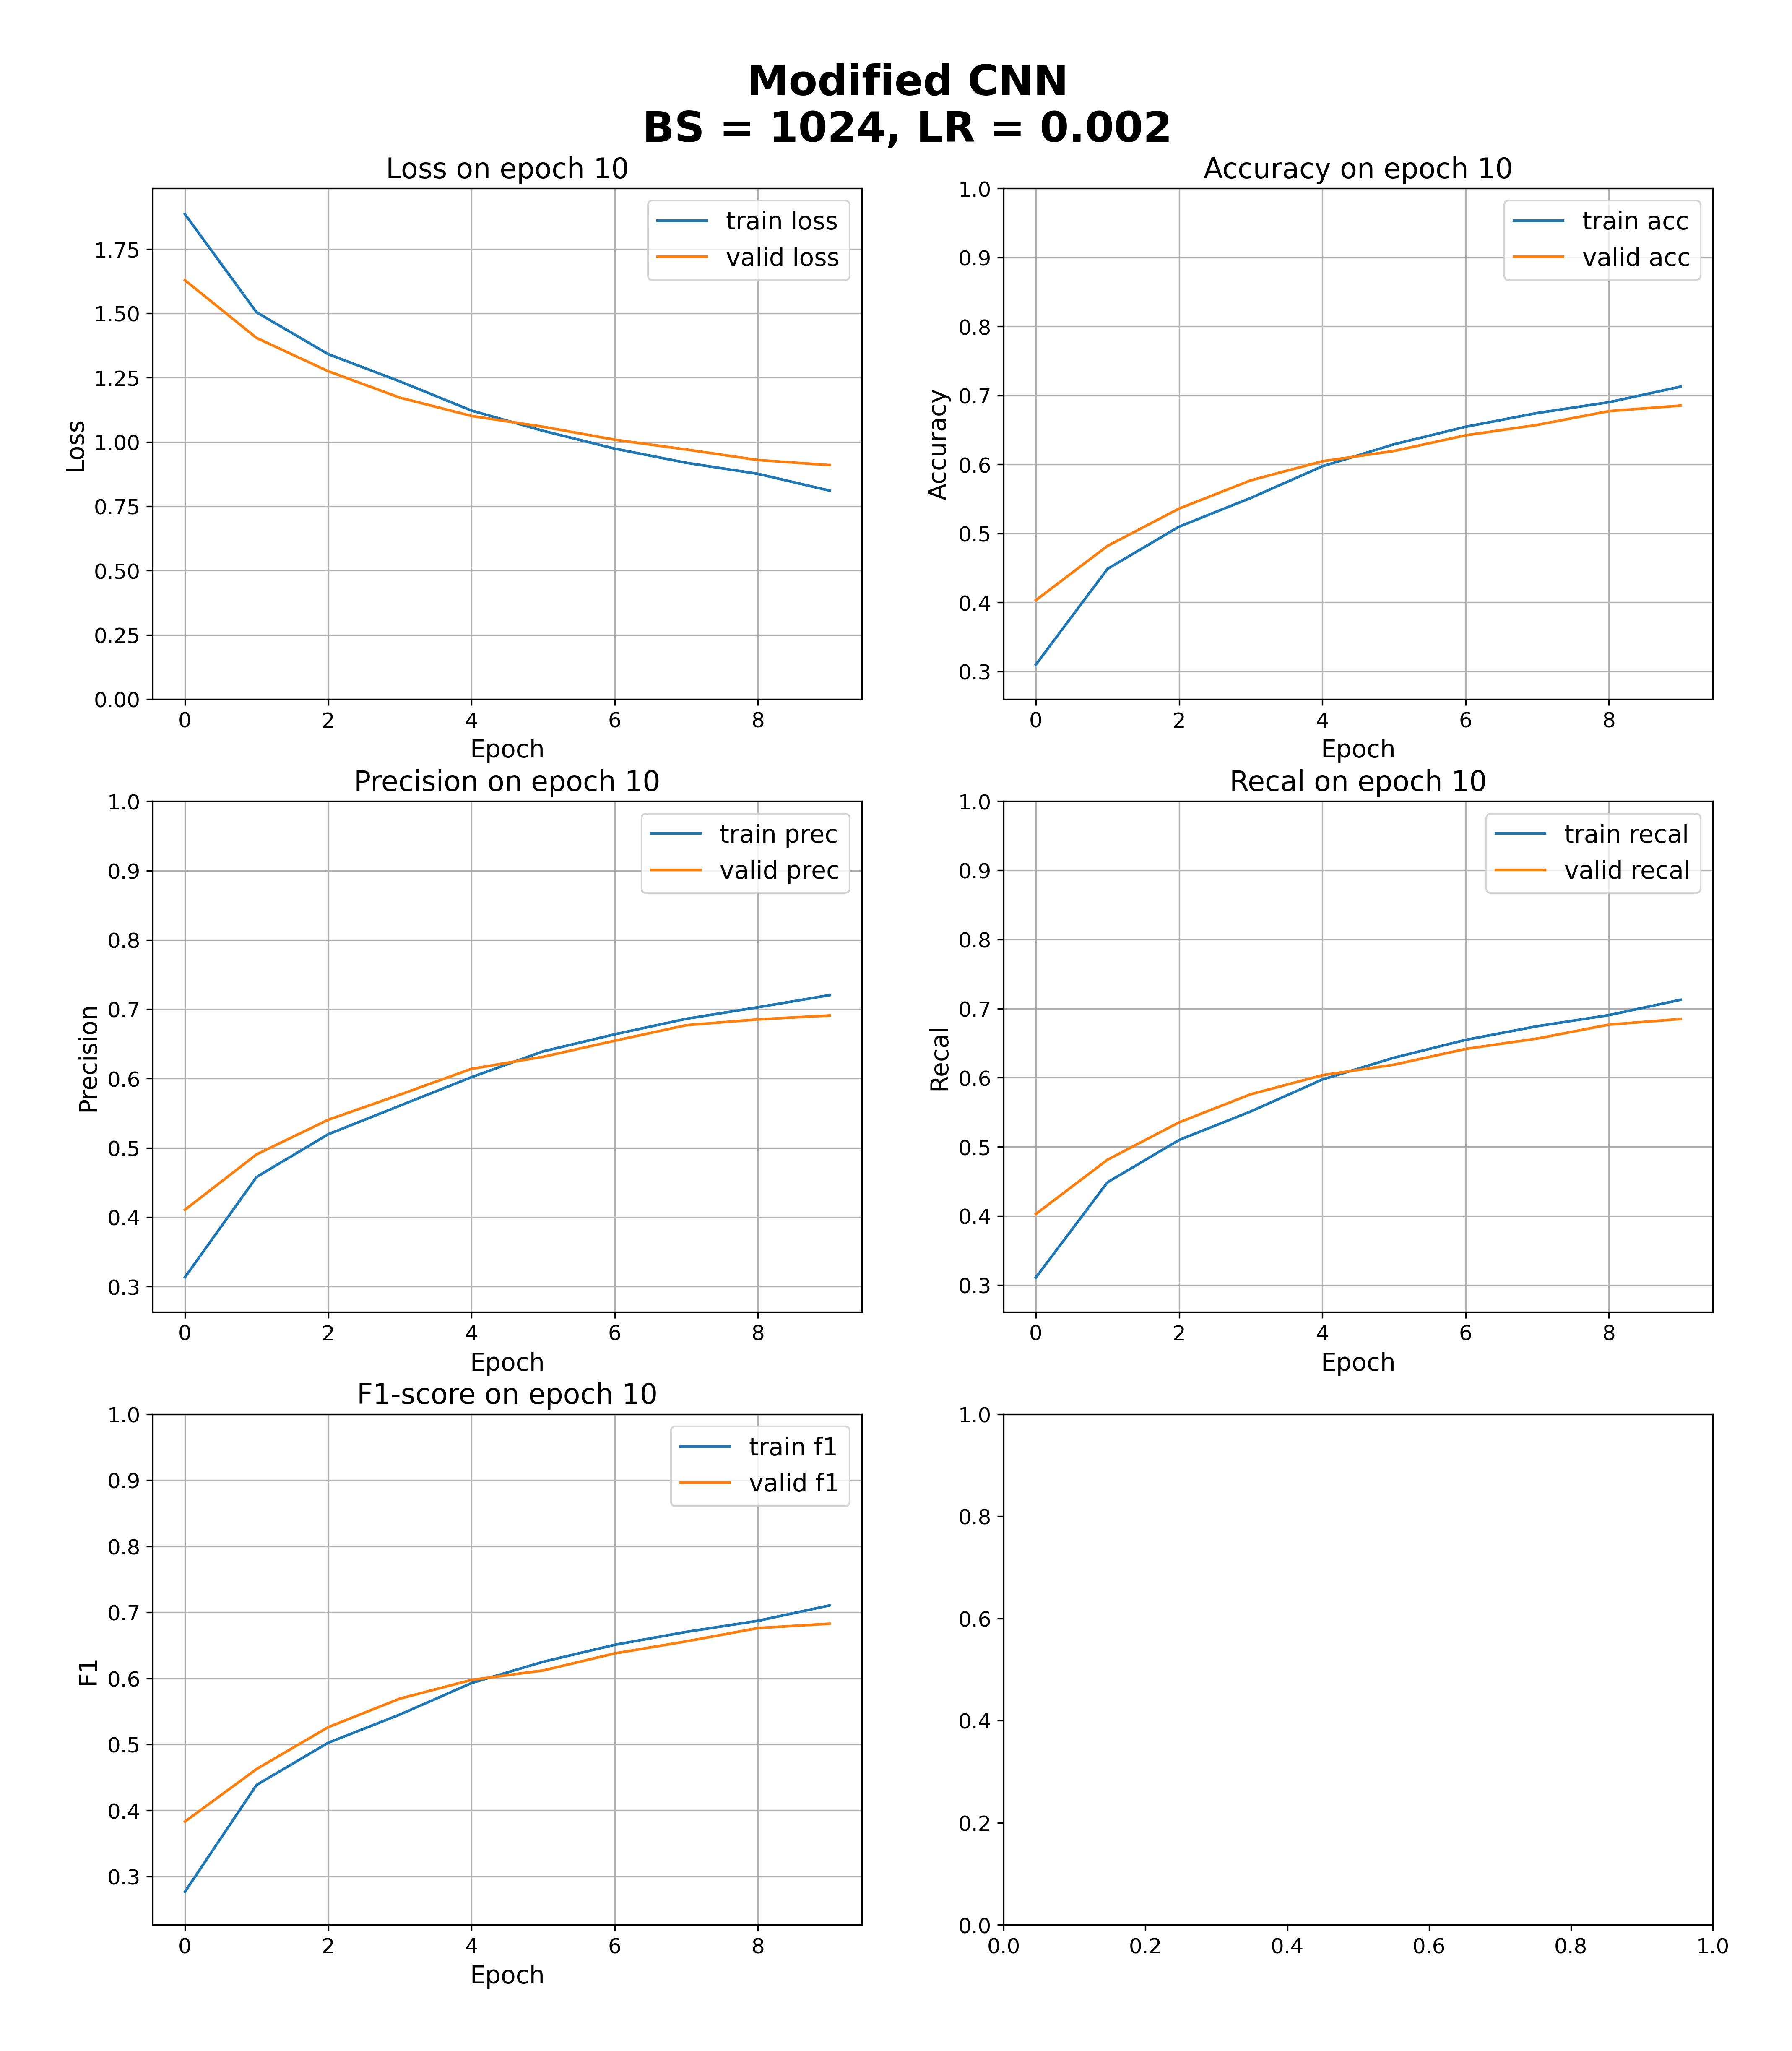 Modified CNN
BS = 1024, LR = 0.002
Loss on epoch 10
train loss
valid loss
1.75
1.50
1.25
1.00
0.75
0.50
0.25
0.00
Loss
0 2 4 6 8
Epoch
Accuracy on epoch 10
train acc
valid acc
1.0
0.9
0.8
0.7
0.6
0.5
0.4
0.3
Accuracy
0 2 4 6 8
Epoch
Precision on epoch 10
train prec
valid prec
1.0
0.9
0.8
0.7
0.6
0.5
0.4
0.3
Precision
0 2 4 6 8
Epoch
Recal on epoch 10
train recal
valid recal
1.0
0.9
0.8
0.7
0.6
0.5
0.4
0.3
Recal
0 2 4 6 8
Epoch
F1-score on epoch 10
train f1
valid f1
1.0
0.9
0.8
0.7
0.6
0.5
0.4
0.3
F1
0 2 4 6 8
Epoch
1.0
0.8
0.6
0.4
0.2
0.0
0.0 0.2 0.4 0.6 0.8 1.0